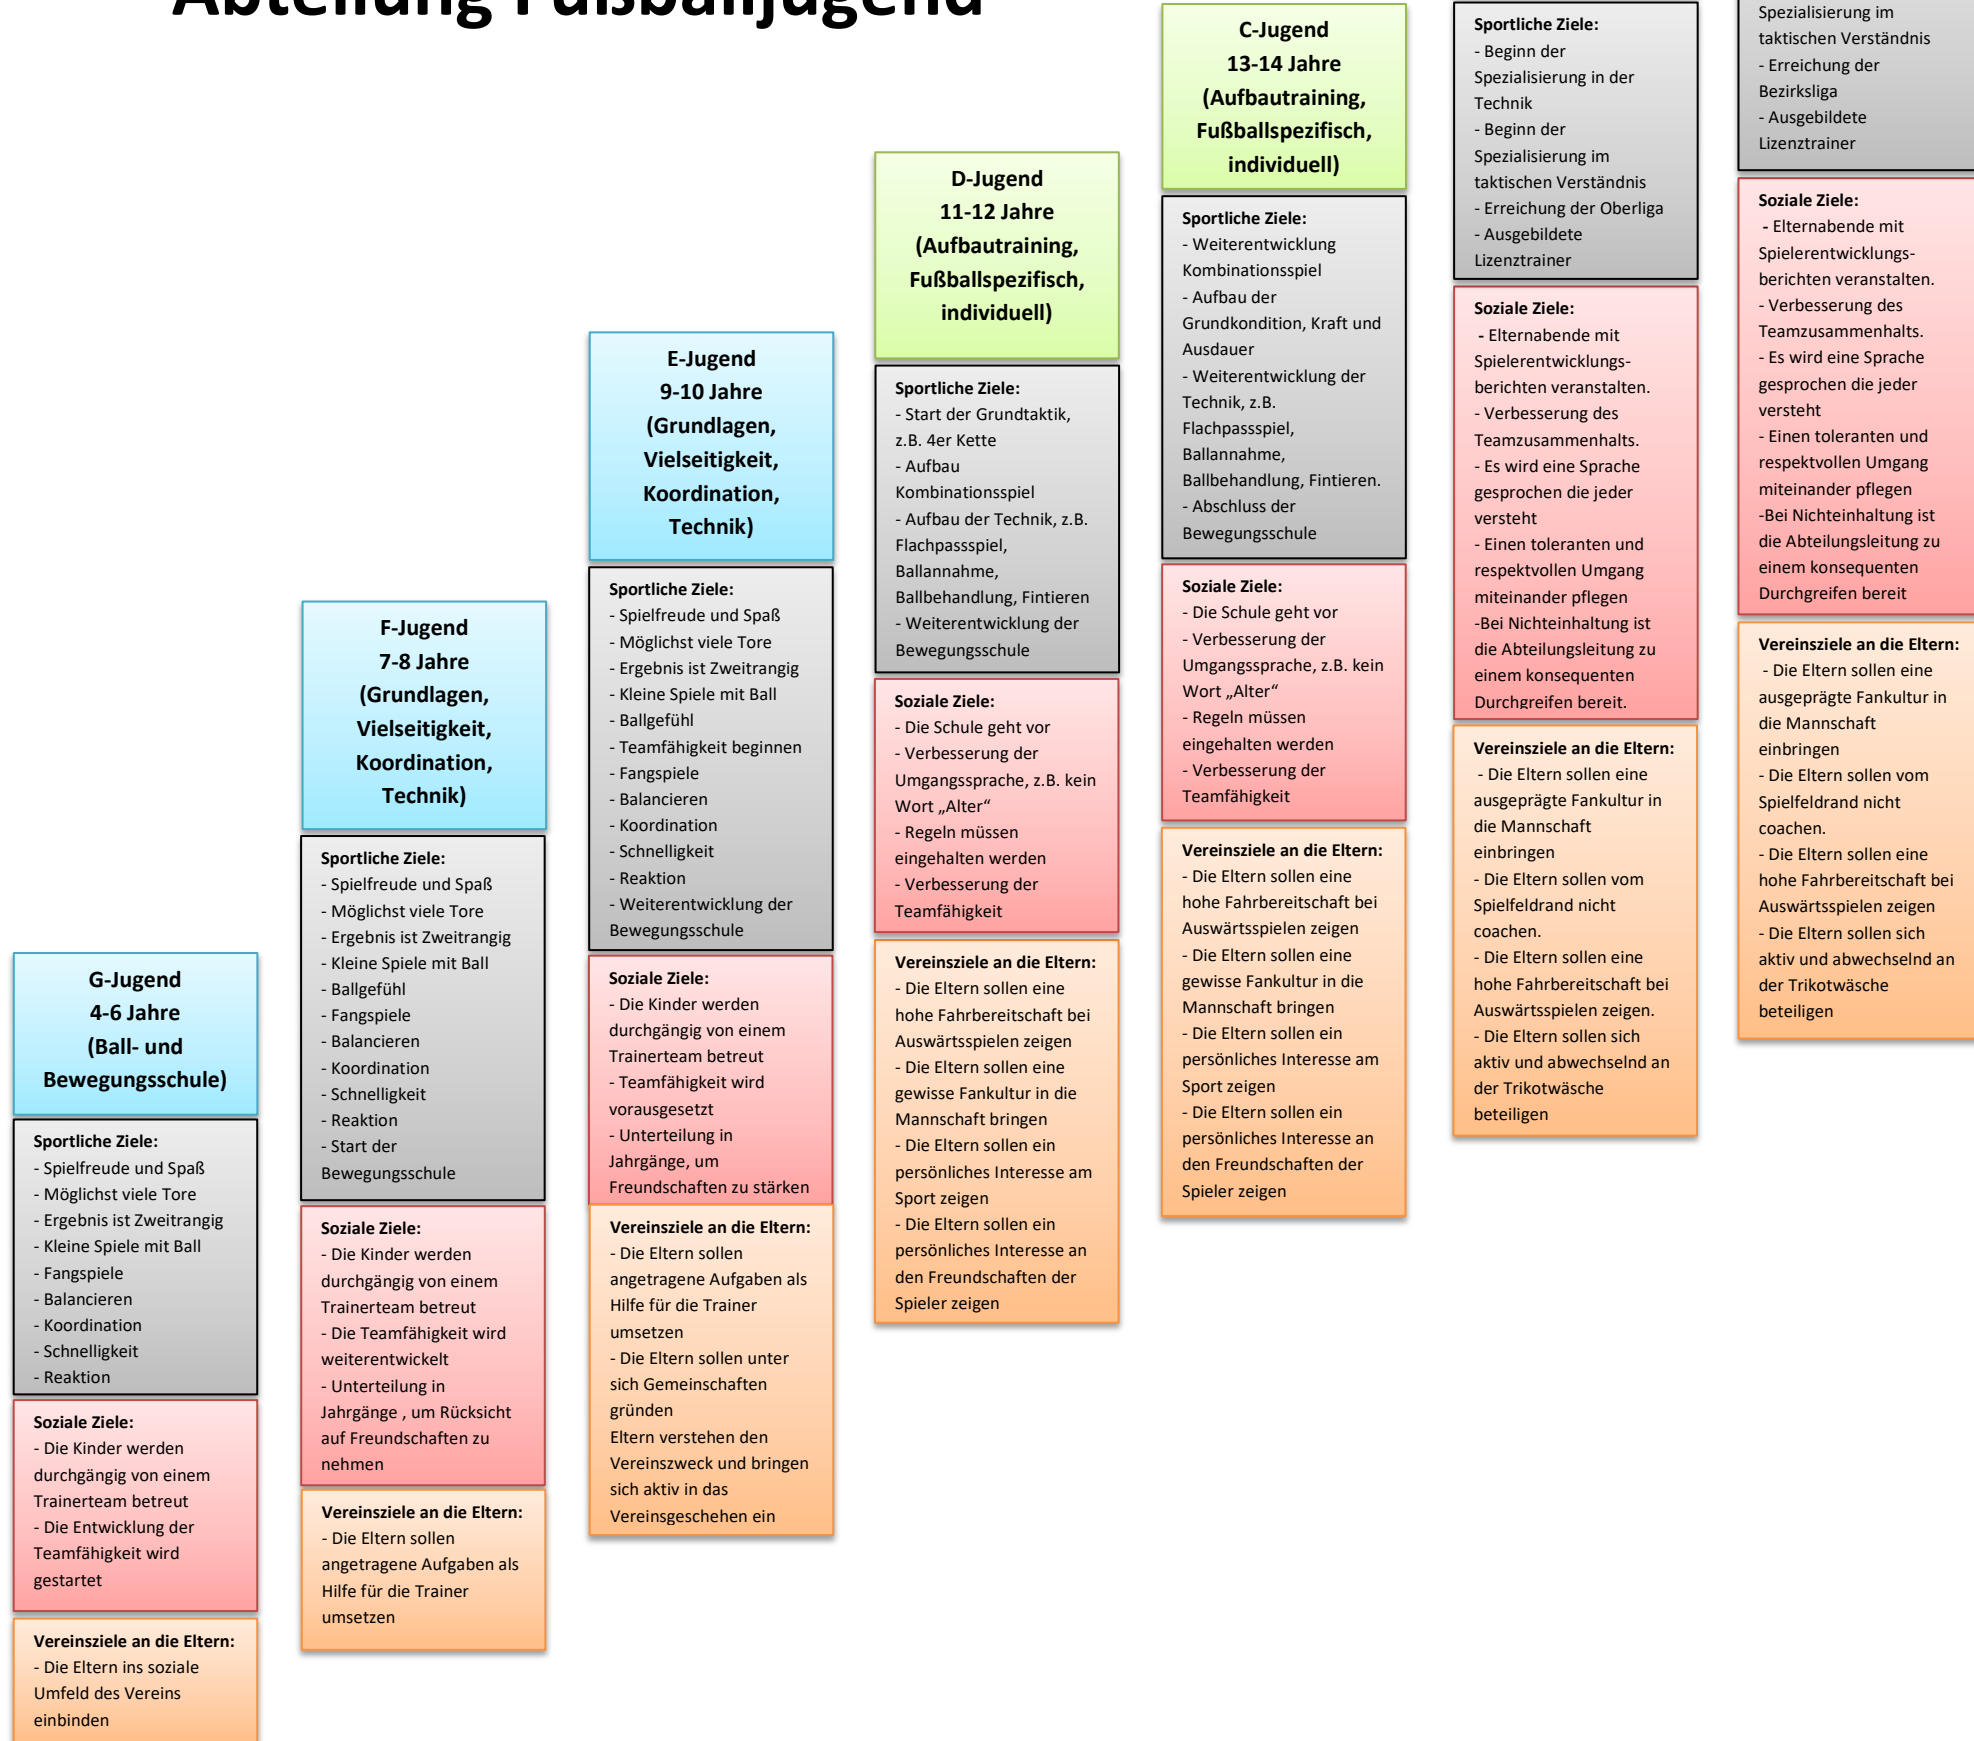 Abteilung Fußballjugend
G-Jugend
4-6 Jahre
(Ball- und
Bewegungsschule)
Sportliche Ziele:
- Spielfreude und Spaß
- Möglichst viele Tore
- Ergebnis ist Zweitrangig
- Kleine Spiele mit Ball
- Fangspiele
- Balancieren
- Koordination
- Schnelligkeit
- Reaktion
Soziale Ziele:
- Die Kinder werden
durchgängig von einem
Trainerteam betreut
- Die Entwicklung der
Teamfähigkeit wird
gestartet
Vereinsziele an die Eltern:
- Die Eltern ins soziale
Umfeld des Vereins
einbinden
F-Jugend
7-8 Jahre
(Grundlagen,
Vielseitigkeit,
Koordination,
Technik)
Sportliche Ziele:
- Spielfreude und Spaß
- Möglichst viele Tore
- Ergebnis ist Zweitrangig
- Kleine Spiele mit Ball
- Ballgefühl
- Fangspiele
- Balancieren
- Koordination
- Schnelligkeit
- Reaktion
- Start der
Bewegungsschule
Soziale Ziele:
- Die Kinder werden
durchgängig von einem
Trainerteam betreut
- Die Teamfähigkeit wird
weiterentwickelt
- Unterteilung in
Jahrgänge , um Rücksicht
auf Freundschaften zu
nehmen
Vereinsziele an die Eltern:
- Die Eltern sollen
angetragene Aufgaben als
Hilfe für die Trainer
umsetzen
E-Jugend
9-10 Jahre
(Grundlagen,
Vielseitigkeit,
Koordination,
Technik)
Sportliche Ziele:
- Spielfreude und Spaß
- Möglichst viele Tore
- Ergebnis ist Zweitrangig
- Kleine Spiele mit Ball
- Ballgefühl
- Teamfähigkeit beginnen
- Fangspiele
- Balancieren
- Koordination
- Schnelligkeit
- Reaktion
- Weiterentwicklung der
Bewegungsschule
Soziale Ziele:
- Die Kinder werden
durchgängig von einem
Trainerteam betreut
- Teamfähigkeit wird
vorausgesetzt
- Unterteilung in
Jahrgänge, um
Freundschaften zu stärken
Vereinsziele an die Eltern:
- Die Eltern sollen
angetragene Aufgaben als
Hilfe für die Trainer
umsetzen
- Die Eltern sollen unter
sich Gemeinschaften
gründen
Eltern verstehen den
Vereinszweck und bringen
sich aktiv in das
Vereinsgeschehen ein
D-Jugend
11-12 Jahre
(Aufbautraining,
Fußballspezifisch,
individuell)
Sportliche Ziele:
- Start der Grundtaktik,
z.B. 4er Kette
- Aufbau
Kombinationsspiel
- Aufbau der Technik, z.B.
Flachpassspiel,
Ballannahme,
Ballbehandlung, Fintieren
- Weiterentwicklung der
Bewegungsschule
Soziale Ziele:
- Die Schule geht vor
- Verbesserung der
Umgangssprache, z.B. kein
Wort „Alter“
- Regeln müssen
eingehalten werden
- Verbesserung der
Teamfähigkeit
Vereinsziele an die Eltern:
- Die Eltern sollen eine
hohe Fahrbereitschaft bei
Auswärtsspielen zeigen
- Die Eltern sollen eine
gewisse Fankultur in die
Mannschaft bringen
- Die Eltern sollen ein
persönliches Interesse am
Sport zeigen
- Die Eltern sollen ein
persönliches Interesse an
den Freundschaften der
Spieler zeigen
C-Jugend
13-14 Jahre
(Aufbautraining,
Fußballspezifisch,
individuell)
Sportliche Ziele:
- Weiterentwicklung
Kombinationsspiel
- Aufbau der
Grundkondition, Kraft und
Ausdauer
- Weiterentwicklung der
Technik, z.B.
Flachpassspiel,
Ballannahme,
Ballbehandlung, Fintieren.
- Abschluss der
Bewegungsschule
Soziale Ziele:
- Die Schule geht vor
- Verbesserung der
Umgangssprache, z.B. kein
Wort „Alter“
- Regeln müssen
eingehalten werden
- Verbesserung der
Teamfähigkeit
Vereinsziele an die Eltern:
- Die Eltern sollen eine
hohe Fahrbereitschaft bei
Auswärtsspielen zeigen
- Die Eltern sollen eine
gewisse Fankultur in die
Mannschaft bringen
- Die Eltern sollen ein
persönliches Interesse am
Sport zeigen
- Die Eltern sollen ein
persönliches Interesse an
den Freundschaften der
Spieler zeigen
Sportliche Ziele:
- Beginn der
Spezialisierung in der
Technik
- Beginn der
Spezialisierung im
taktischen Verständnis
- Erreichung der Oberliga
- Ausgebildete
Lizenztrainer
Soziale Ziele:
- Elternabende mit
Spielerentwicklungs-
berichten veranstalten.
- Verbesserung des
Teamzusammenhalts.
- Es wird eine Sprache
gesprochen die jeder
versteht
- Einen toleranten und
respektvollen Umgang
miteinander pflegen
-Bei Nichteinhaltung ist
die Abteilungsleitung zu
einem konsequenten
Durchgreifen bereit.
Vereinsziele an die Eltern:
- Die Eltern sollen eine
ausgeprägte Fankultur in
die Mannschaft
einbringen
- Die Eltern sollen vom
Spielfeldrand nicht
coachen.
- Die Eltern sollen eine
hohe Fahrbereitschaft bei
Auswärtsspielen zeigen.
- Die Eltern sollen sich
aktiv und abwechselnd an
der Trikotwäsche
beteiligen
Spezialisierung im
taktischen Verständnis
- Erreichung der
Bezirksliga
- Ausgebildete
Lizenztrainer
Soziale Ziele:
- Elternabende mit
Spielerentwicklungs-
berichten veranstalten.
- Verbesserung des
Teamzusammenhalts.
- Es wird eine Sprache
gesprochen die jeder
versteht
- Einen toleranten und
respektvollen Umgang
miteinander pflegen
-Bei Nichteinhaltung ist
die Abteilungsleitung zu
einem konsequenten
Durchgreifen bereit
Vereinsziele an die Eltern:
- Die Eltern sollen eine
ausgeprägte Fankultur in
die Mannschaft
einbringen
- Die Eltern sollen vom
Spielfeldrand nicht
coachen.
- Die Eltern sollen eine
hohe Fahrbereitschaft bei
Auswärtsspielen zeigen
- Die Eltern sollen sich
aktiv und abwechselnd an
der Trikotwäsche
beteiligen